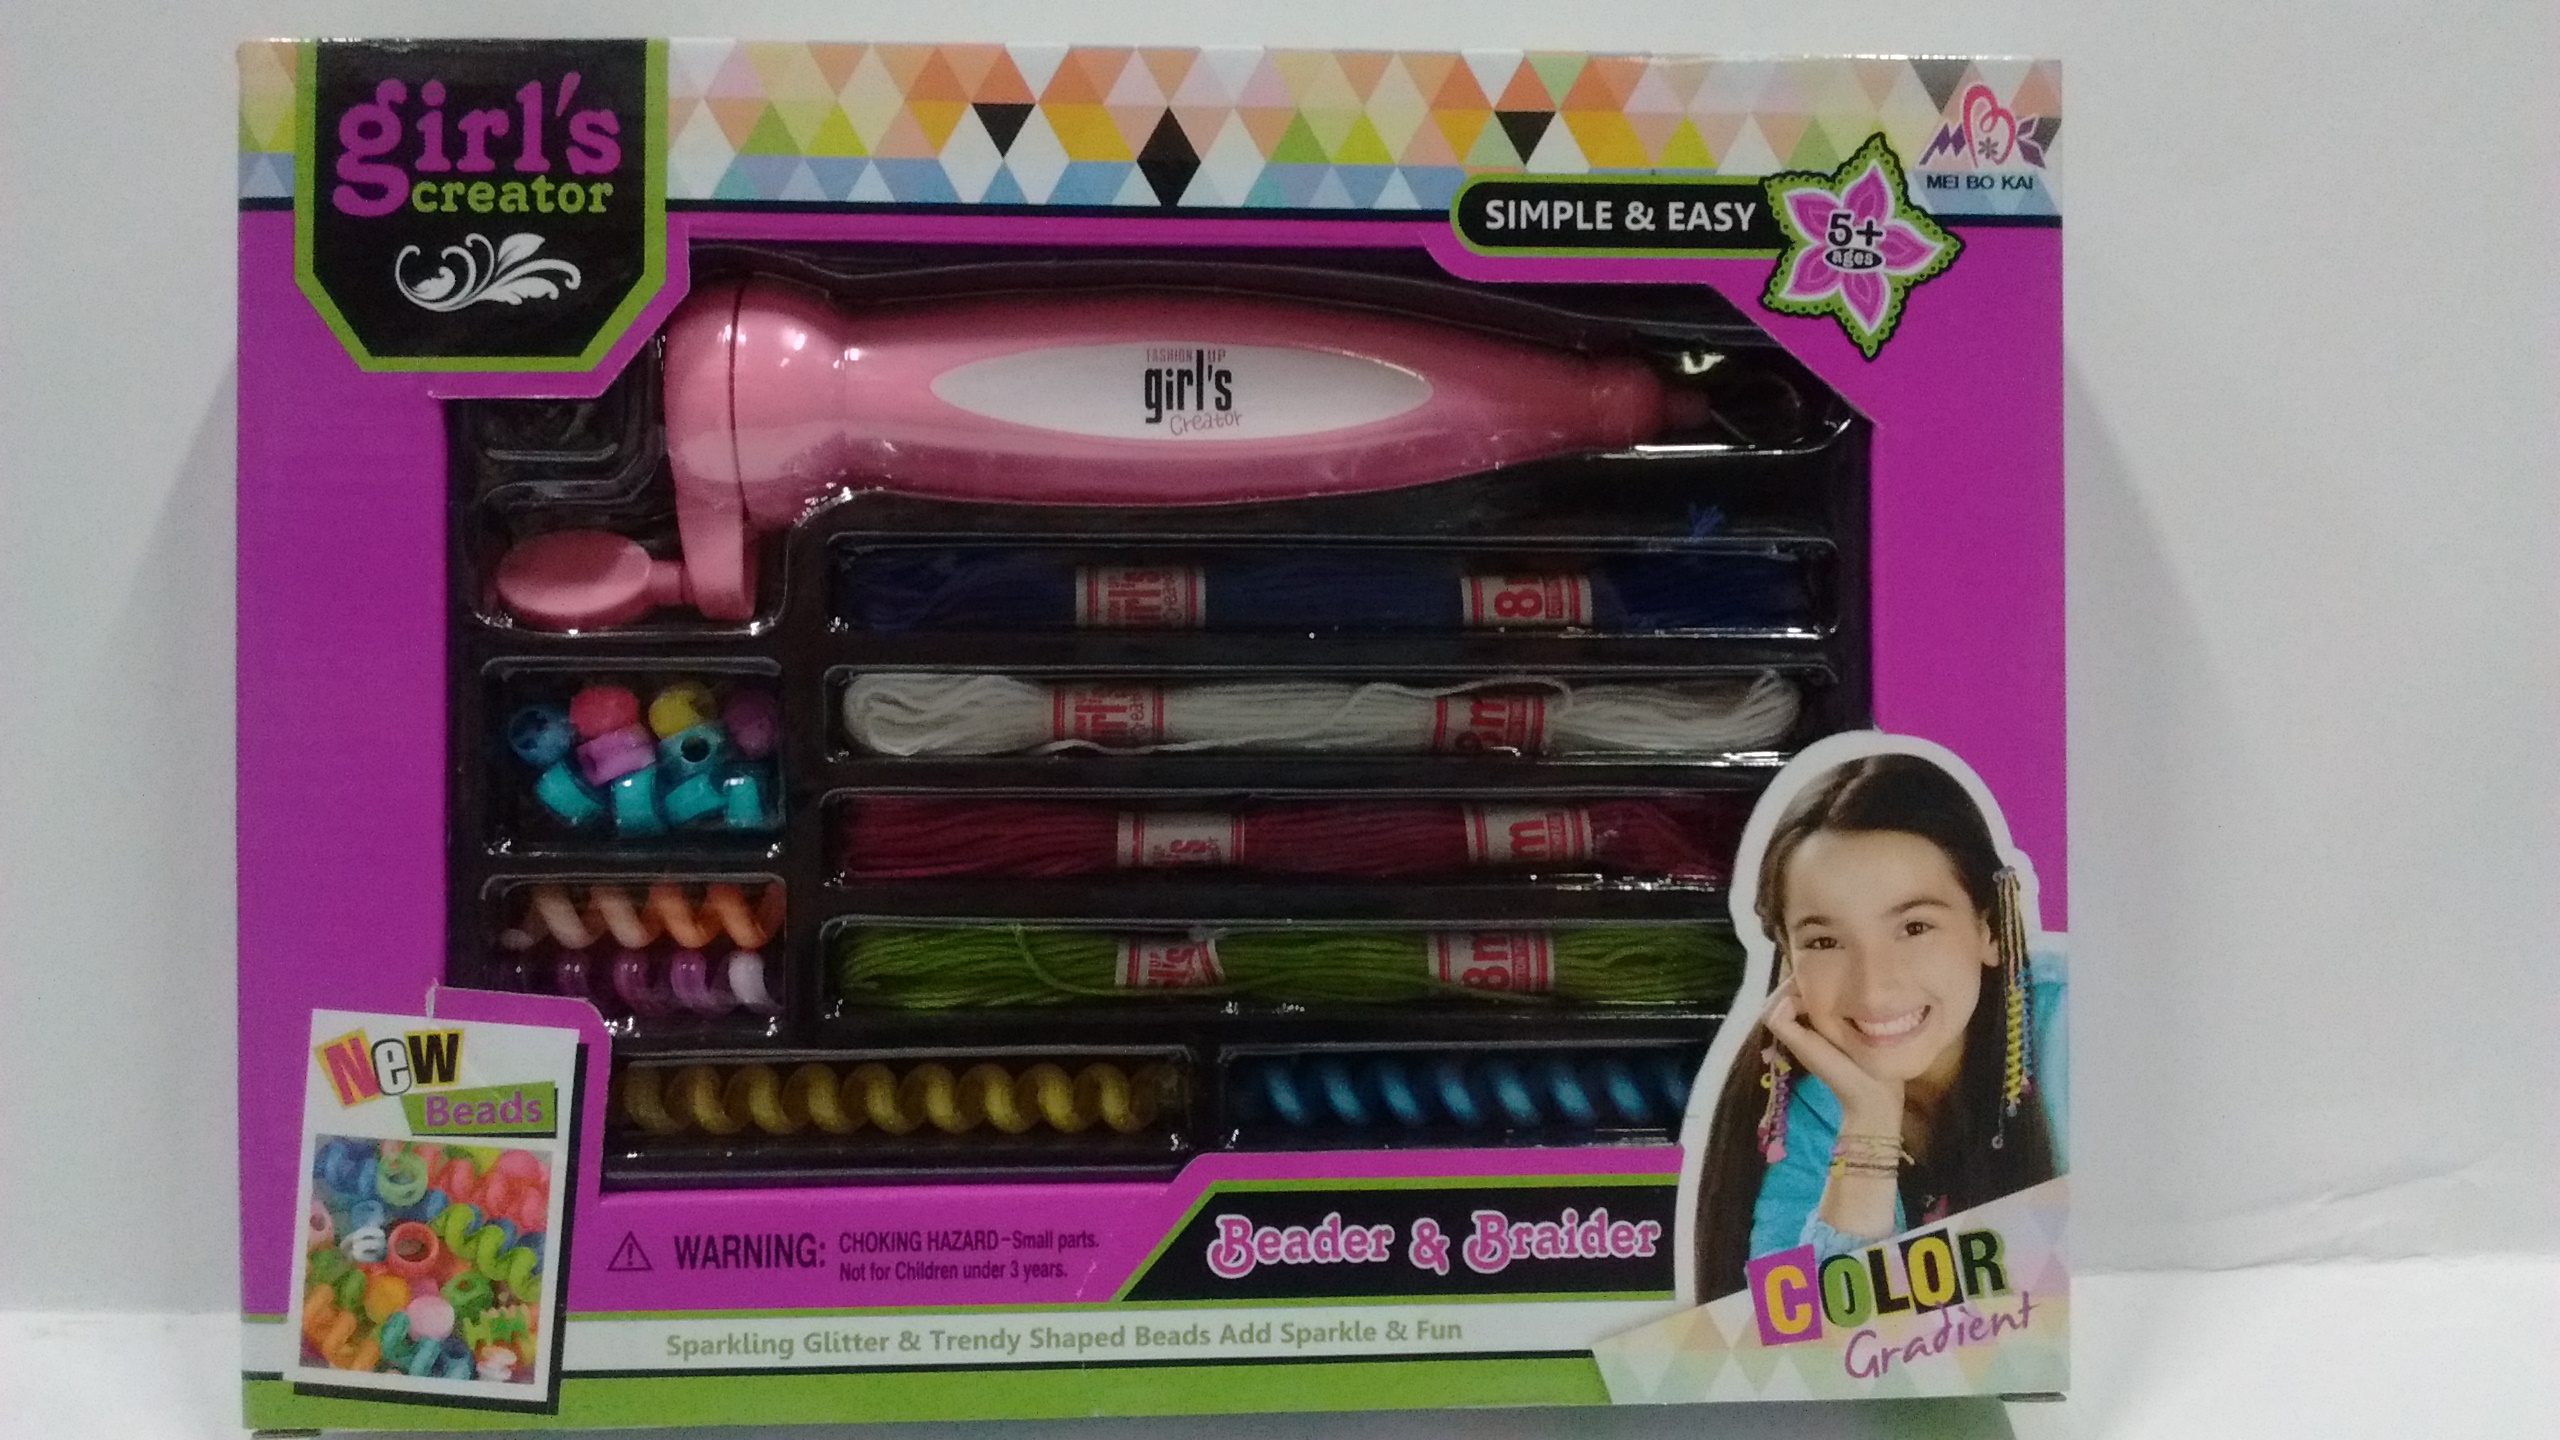 girl's
creator
MEI BO KAI
SIMPLE & EASY
5+
ages
FASHION UP
girl's
Creator
8m
8m
New
Beads
WARNING: CHOKING HAZARD-Small parts.
Not for Children under 3 years.
Beader & Braider
COLOR
Gradient
Sparkling Glitter & Trendy Shaped Beads Add Sparkle & Fun